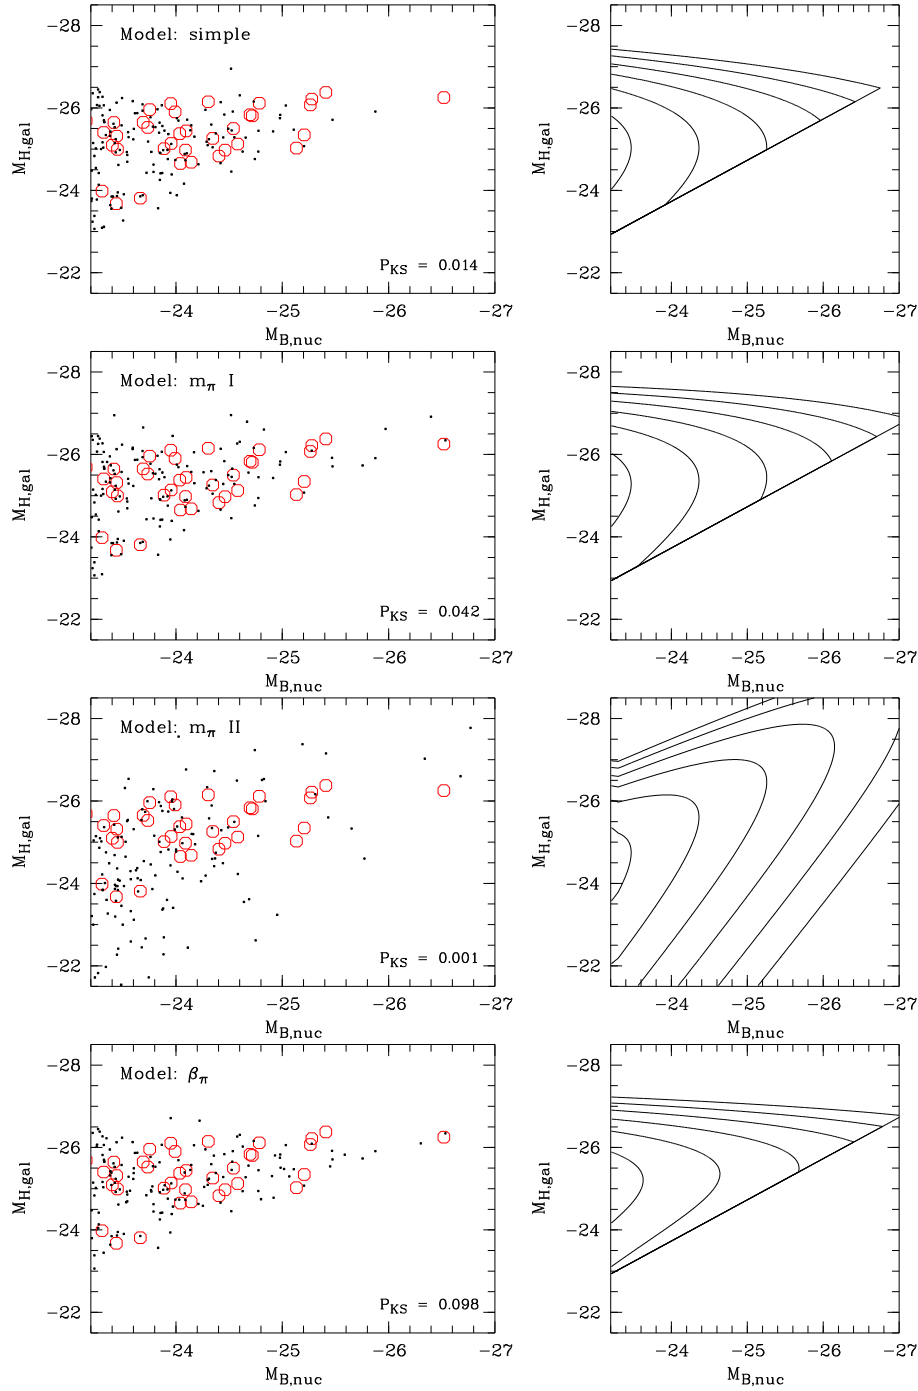 Model: simple
−28
−26
−24
−22
M_H,gal
P_KS = 0.014
−24
−25
−26
−27
M_B,nuc
−28
−26
−24
−22
M_H,gal
−24
−25
−26
−27
M_B,nuc
Model: m_π I
−28
−26
−24
−22
M_H,gal
P_KS = 0.042
−24
−25
−26
−27
M_B,nuc
−28
−26
−24
−22
M_H,gal
−24
−25
−26
−27
M_B,nuc
Model: m_π II
−28
−26
−24
−22
M_H,gal
P_KS = 0.001
−24
−25
−26
−27
M_B,nuc
−28
−26
−24
−22
M_H,gal
−24
−25
−26
−27
M_B,nuc
Model: β_π
−28
−26
−24
−22
M_H,gal
P_KS = 0.098
−24
−25
−26
−27
M_B,nuc
−28
−26
−24
−22
M_H,gal
−24
−25
−26
−27
M_B,nuc